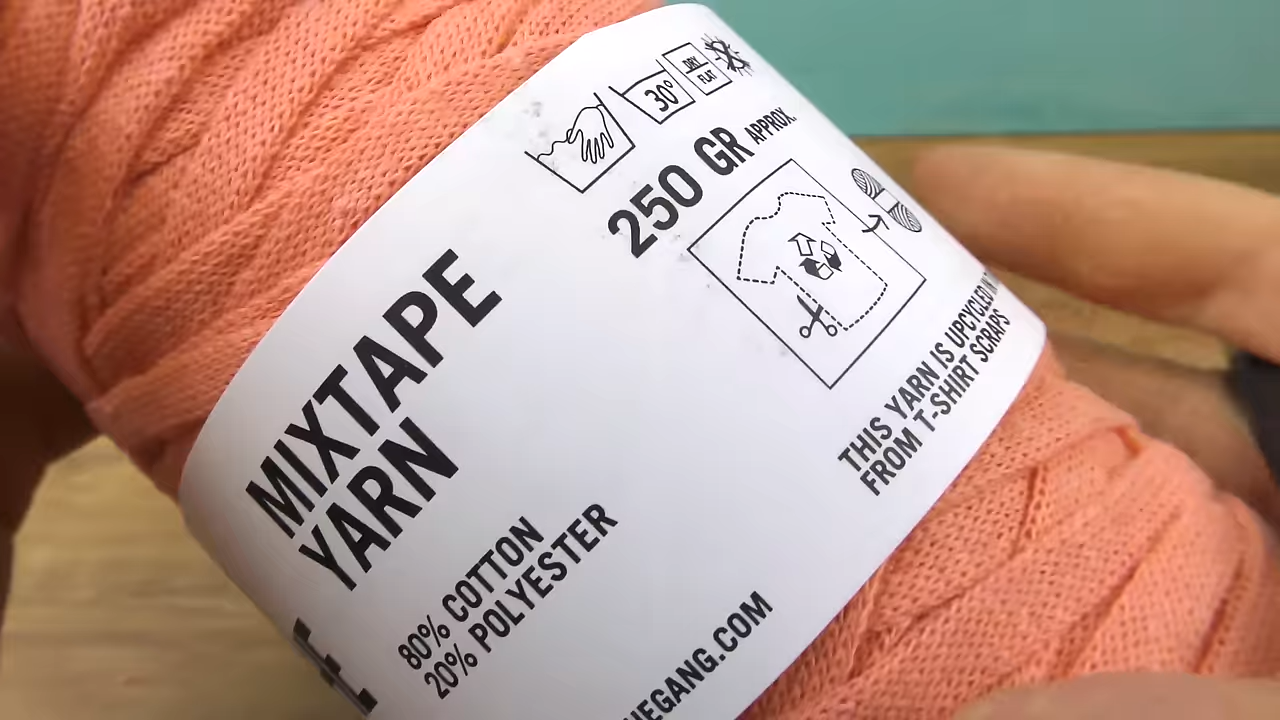 30°
DRY
FLAT
250 GR APPROX.
MIXTAPE
YARN
THIS YARN IS UPCYCLED IN
FROM T-SHIRT SCRAPS
80% COTTON
20% POLYESTER